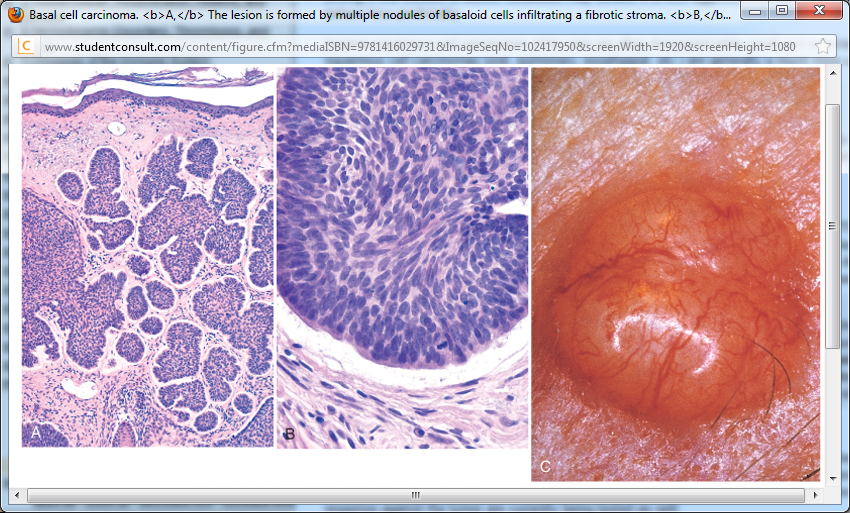 Basal cell carcinoma. <b>A,</b> The lesion is formed by multiple nodules of basaloid cells infiltrating a fibrotic stroma. <b>B,</b...
www.studentconsult.com/content/figure.cfm?mediaISBN=9781416029731&ImageSeqNo=102417950&screenWidth=1920&screenHeight=1080
A
B
C